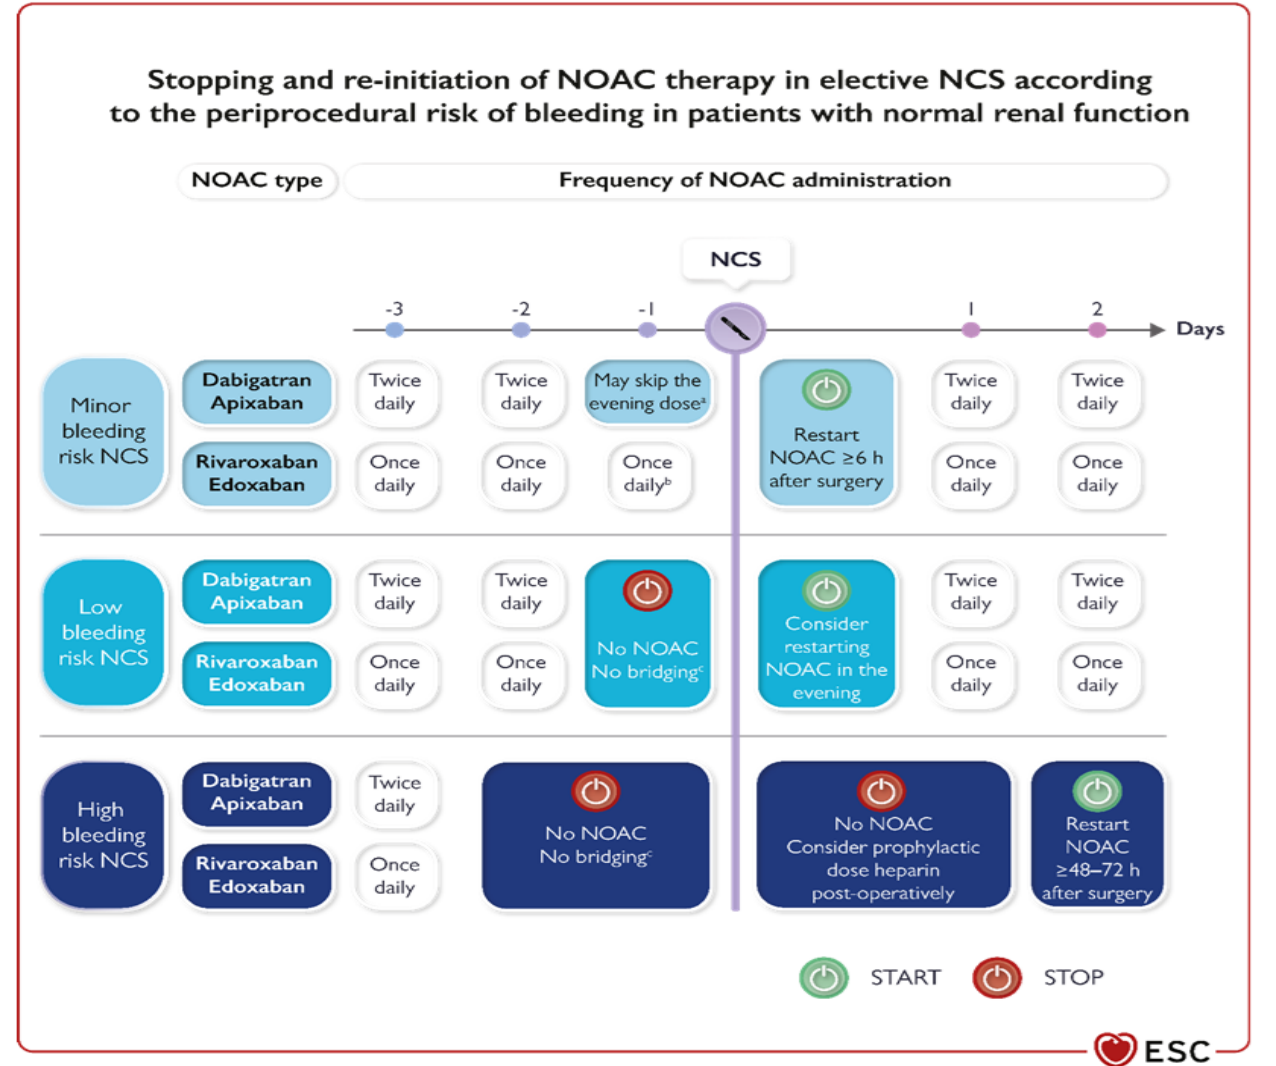 Stopping and re-initiation of NOAC therapy in elective NCS according
to the periprocedural risk of bleeding in patients with normal renal function
NOAC type
Frequency of NOAC administration
NCS
-3
-2
-1
1
2
Days
Minor
bleeding
risk NCS
Dabigatran
Apixaban
Twice
daily
Twice
daily
May skip the
evening doseᵃ
Restart
NOAC ≥6 h
after surgery
Twice
daily
Twice
daily
Rivaroxaban
Edoxaban
Once
daily
Once
daily
Once
dailyᵇ
Once
daily
Once
daily
Low
bleeding
risk NCS
Dabigatran
Apixaban
Twice
daily
Twice
daily
No NOAC
No bridgingᶜ
Consider
restarting
NOAC in the
evening
Twice
daily
Twice
daily
Rivaroxaban
Edoxaban
Once
daily
Once
daily
Once
daily
Once
daily
High
bleeding
risk NCS
Dabigatran
Apixaban
Twice
daily
No NOAC
No bridgingᶜ
No NOAC
Consider prophylactic
dose heparin
post-operatively
Restart
NOAC
≥48–72 h
after surgery
Rivaroxaban
Edoxaban
Once
daily
START
STOP
ESC